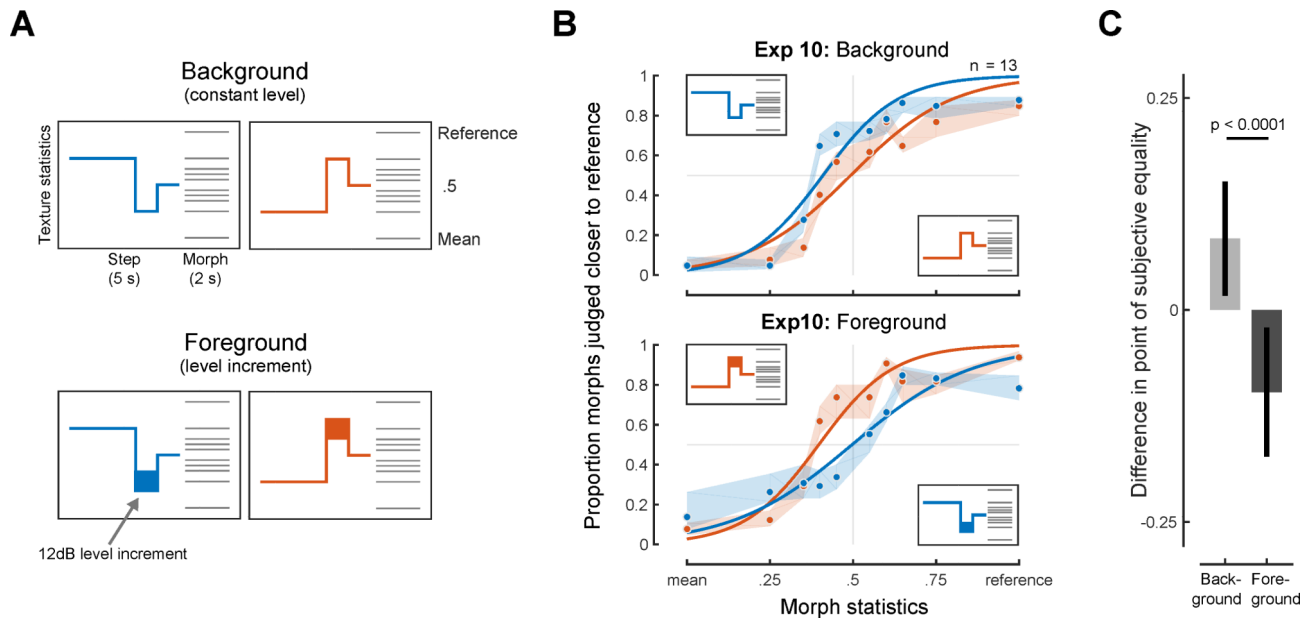 A
Background
(constant level)
Texture statistics
Reference
.5
Mean
Step
(5 s)
Morph
(2 s)
Foreground
(level increment)
12dB level increment
B
Exp 10: Background
n = 13
Proportion morphs judged closer to reference
1
0.8
0.6
0.4
0.2
0
Exp10: Foreground
1
0.8
0.6
0.4
0.2
0
mean
.25
.5
.75
reference
Morph statistics
C
Difference in point of subjective equality
0.25
0
-0.25
p < 0.0001
Back-
ground
Fore-
ground